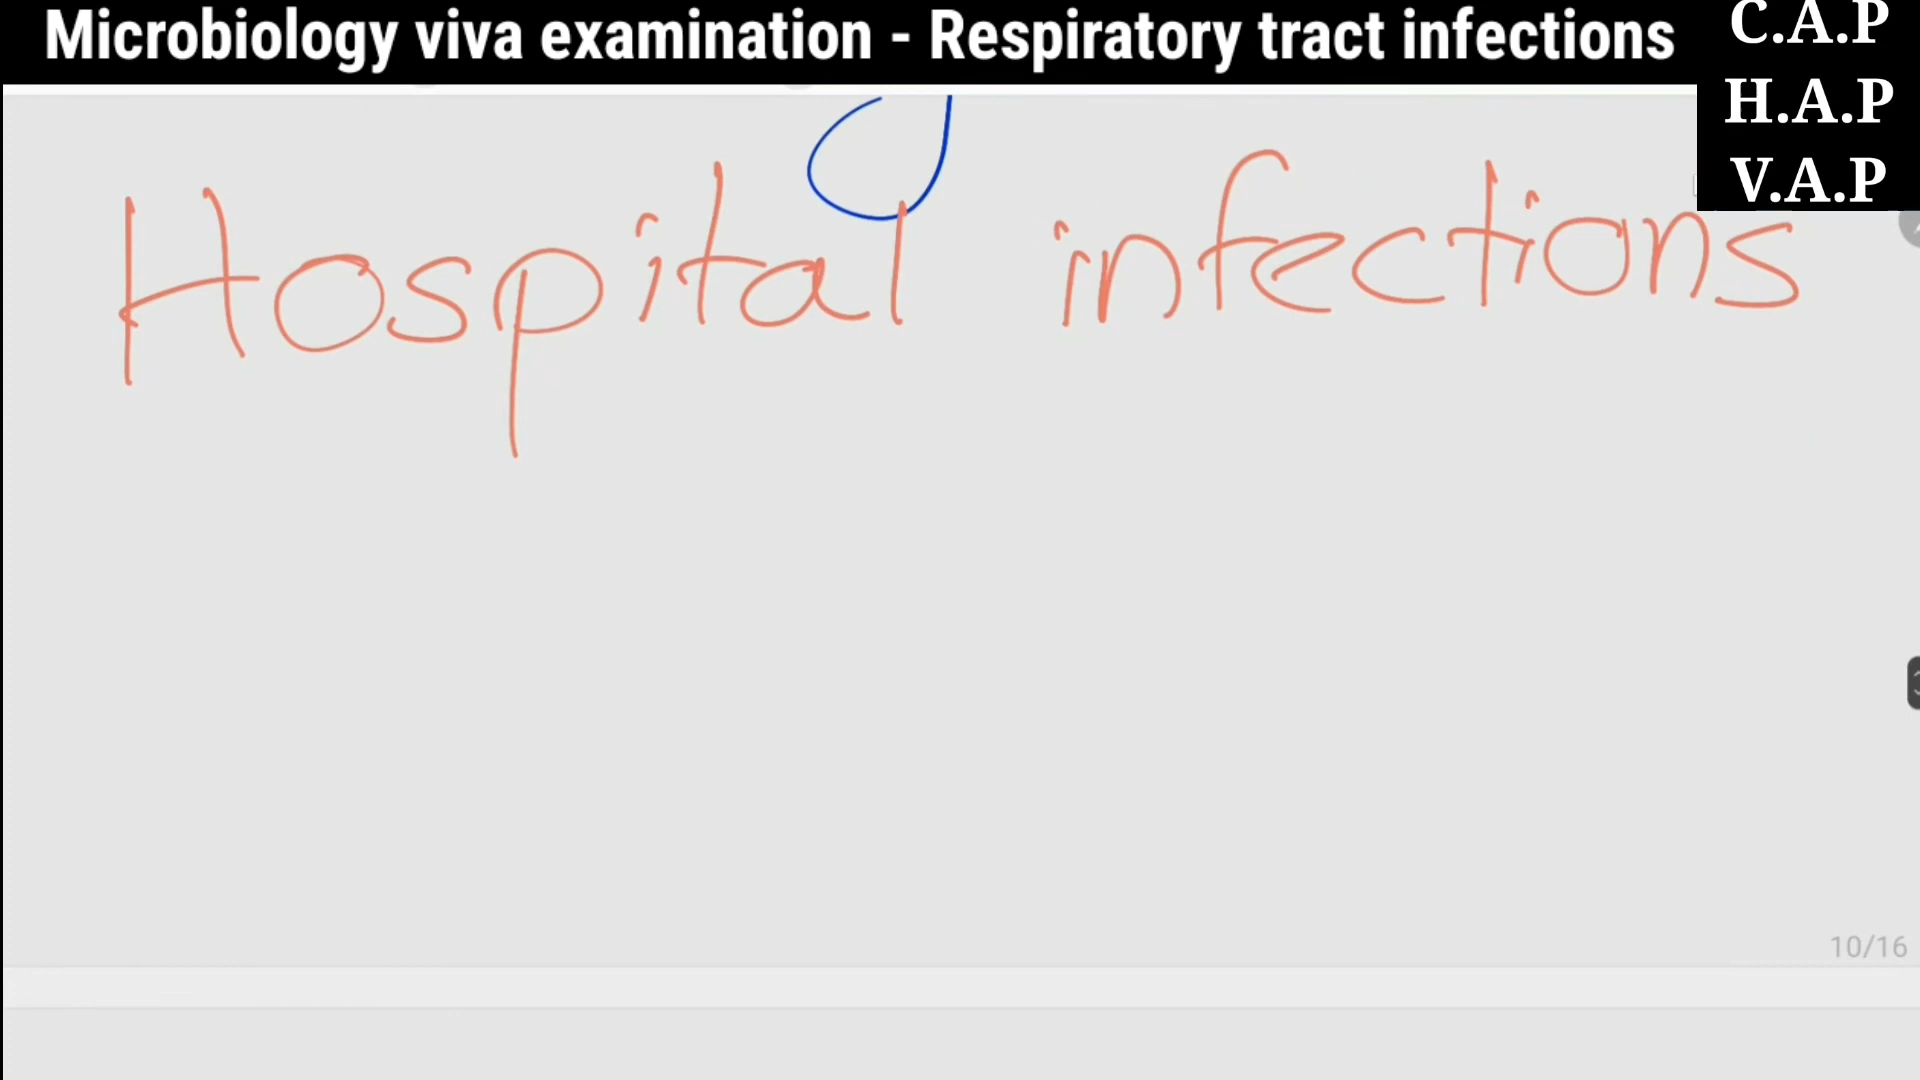 Microbiology viva examination - Respiratory tract infections
C.A.P
H.A.P
V.A.P
Hospital infections
10/16